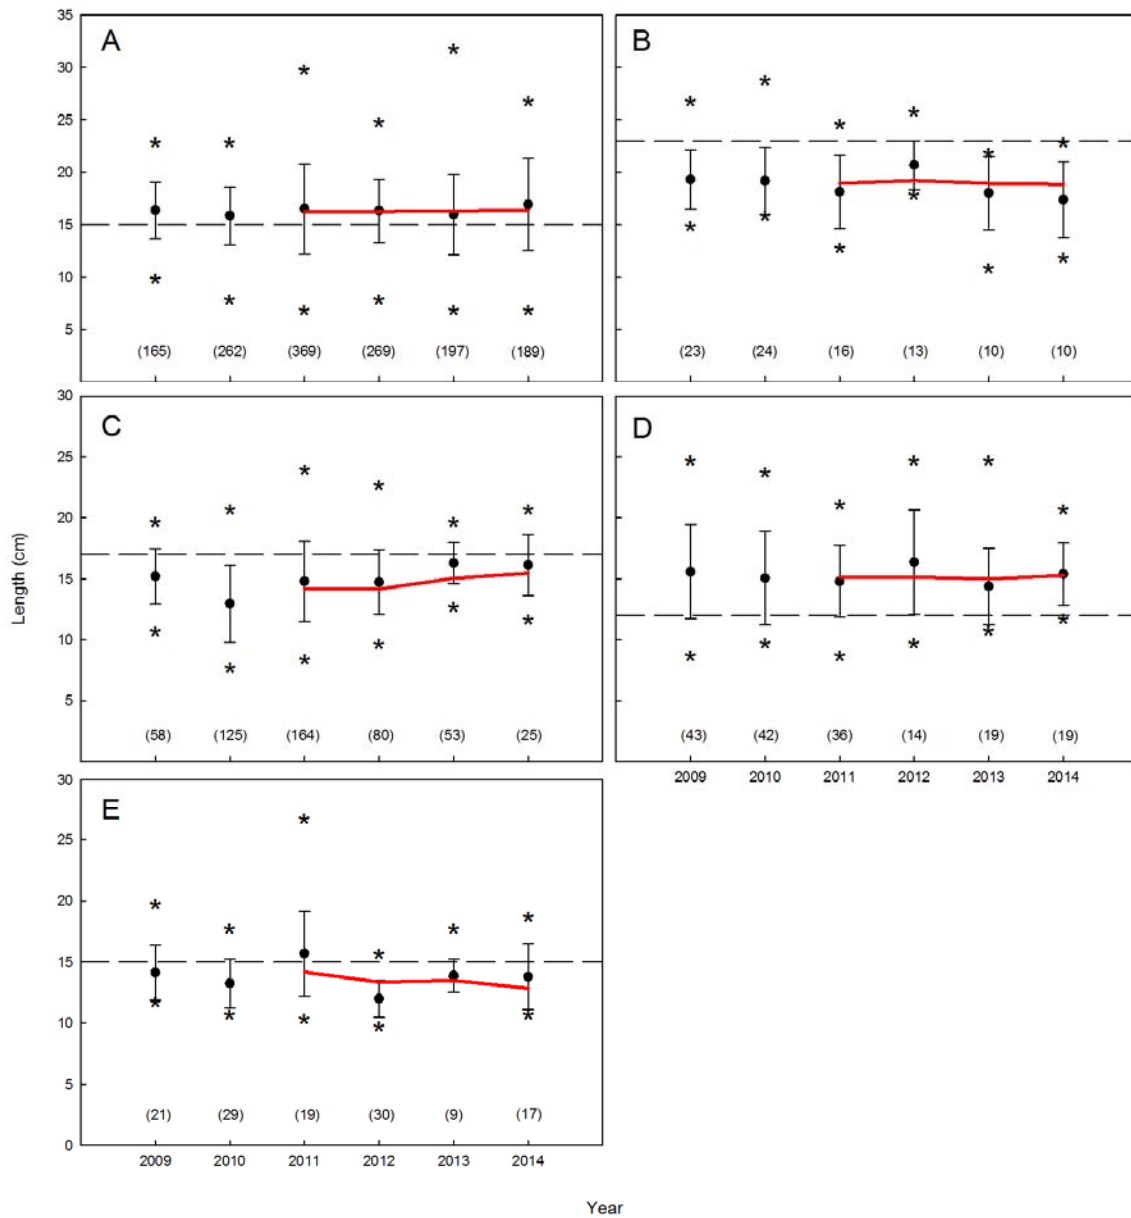 35
30
25
20
15
10
5
A
* * * * * *
* * * * * *
(165) (262) (369) (269) (197) (189)
B
* * * * * *
* * * * * *
(23) (24) (16) (13) (10) (10)
30
25
20
15
10
5
C
* * * * * *
* * * * * *
(58) (125) (164) (80) (53) (25)
D
* * * * * *
* * * * * *
(43) (42) (36) (14) (19) (19)
2009 2010 2011 2012 2013 2014
Length (cm)
30
25
20
15
10
5
0
E
* * * * * *
* * * * *
(21) (29) (19) (30) (9) (17)
2009 2010 2011 2012 2013 2014
Year